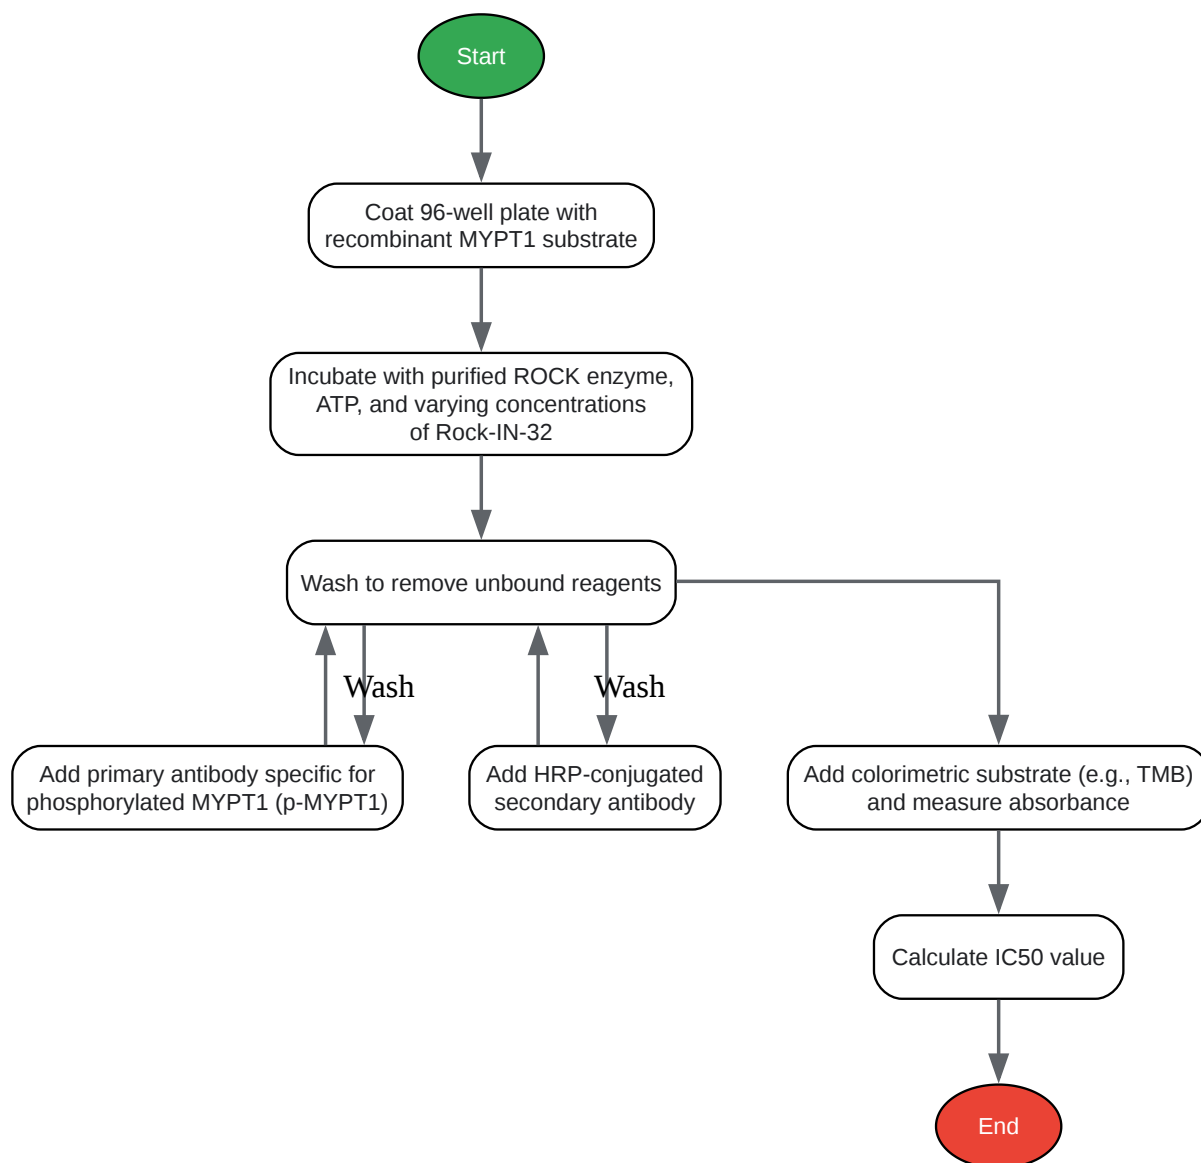 Start
Coat 96-well plate with
recombinant MYPT1 substrate
Incubate with purified ROCK enzyme,
ATP, and varying concentrations
of Rock-IN-32
Wash to remove unbound reagents
Wash
Wash
Add primary antibody specific for
phosphorylated MYPT1 (p-MYPT1)
Add HRP-conjugated
secondary antibody
Add colorimetric substrate (e.g., TMB)
and measure absorbance
Calculate IC50 value
End